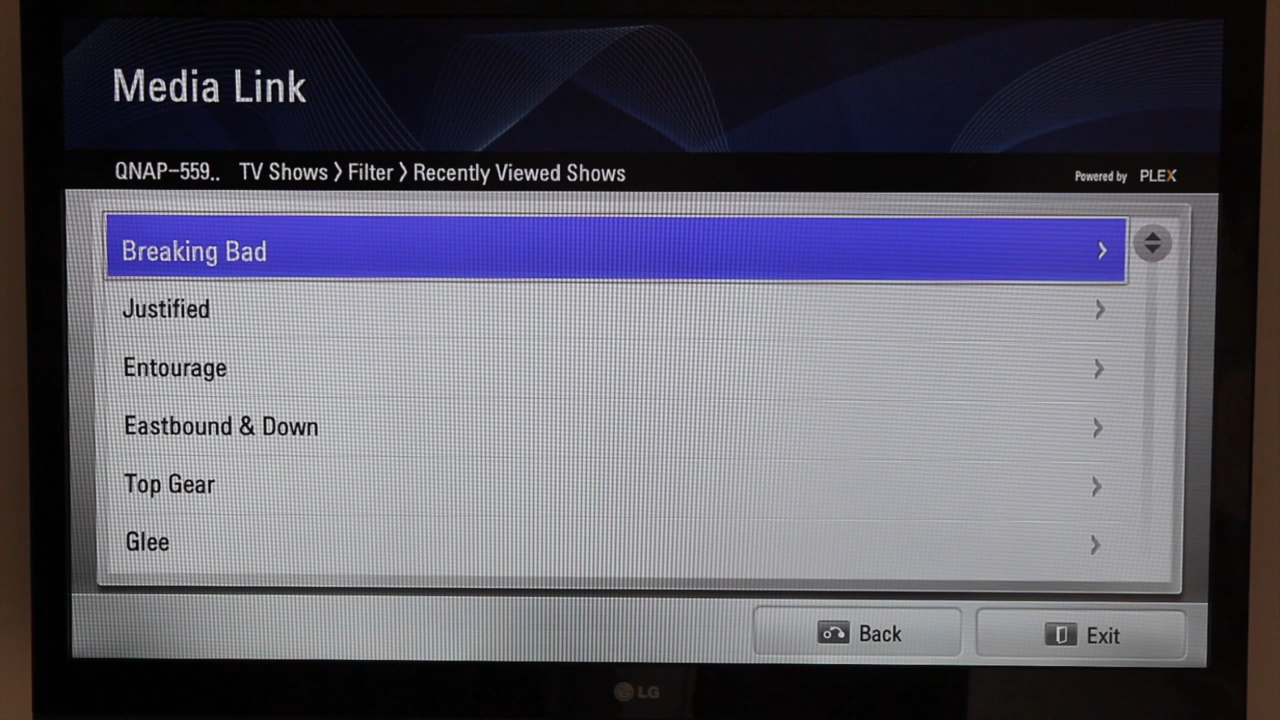 Media Link
QNAP-559.. TV Shows > Filter > Recently Viewed Shows
Powered by PLEX
Breaking Bad
Justified
Entourage
Eastbound & Down
Top Gear
Glee
Back Exit
LG